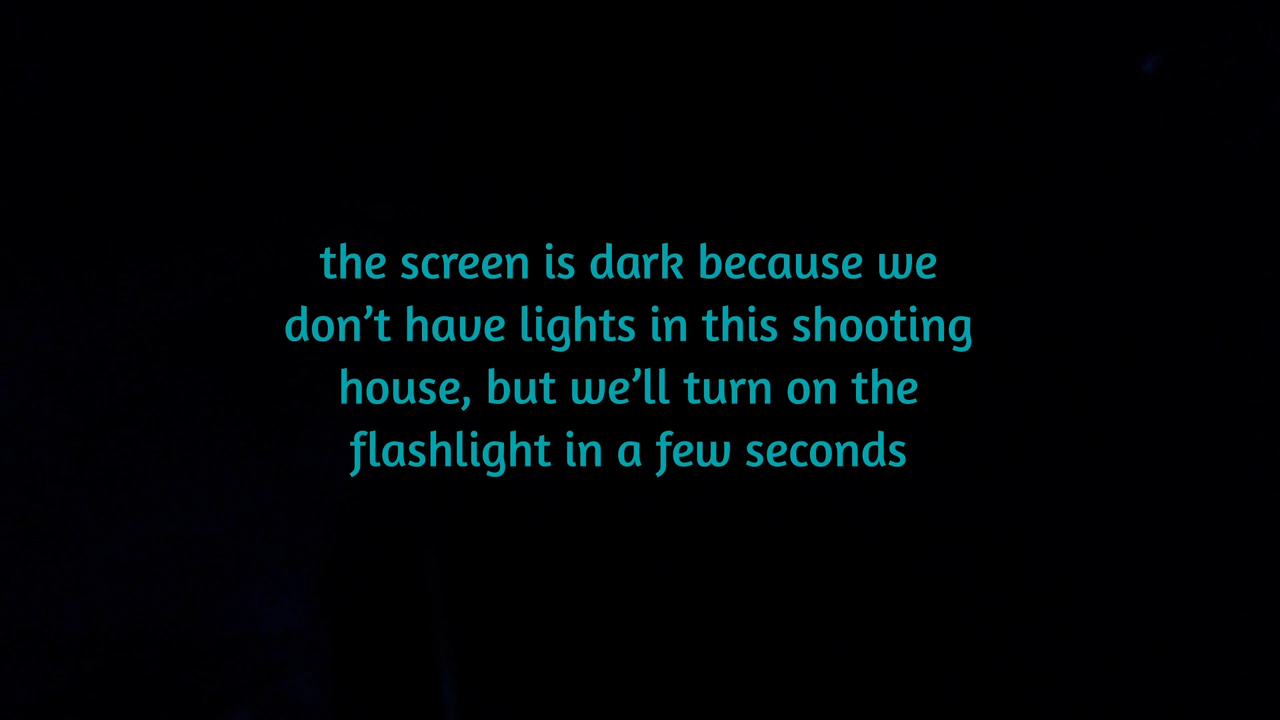 the screen is dark because we
don’t have lights in this shooting
house, but we’ll turn on the
flashlight in a few seconds